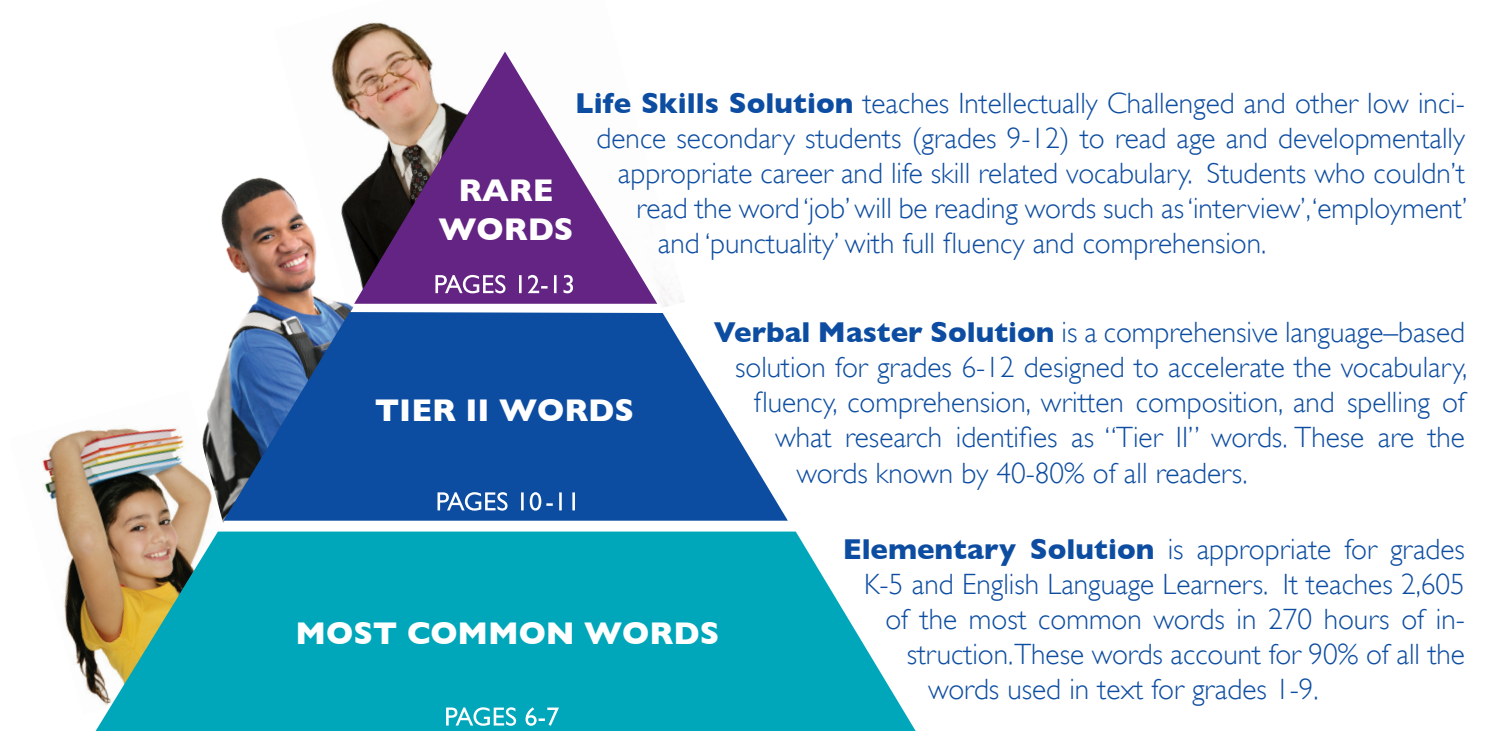 Life Skills Solution teaches Intellectually Challenged and other low inci-
dence secondary students (grades 9-12) to read age and developmentally
appropriate career and life skill related vocabulary. Students who couldn't
read the word 'job' will be reading words such as 'interview', 'employment'
and 'punctuality' with full fluency and comprehension.
RARE
WORDS
PAGES 12-13
Verbal Master Solution is a comprehensive language–based
solution for grades 6-12 designed to accelerate the vocabulary,
fluency, comprehension, written composition, and spelling of
what research identifies as "Tier II" words. These are the
words known by 40-80% of all readers.
TIER II WORDS
PAGES 10-11
Elementary Solution is appropriate for grades
K-5 and English Language Learners. It teaches 2,605
of the most common words in 270 hours of in-
struction. These words account for 90% of all the
words used in text for grades 1-9.
MOST COMMON WORDS
PAGES 6-7